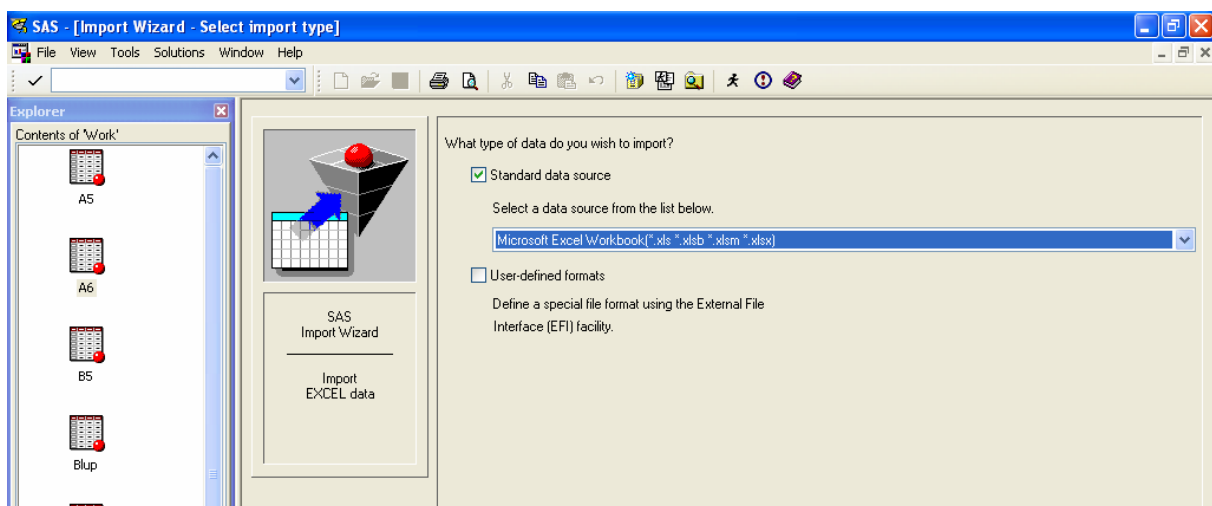 SAS - [Import Wizard - Select import type]
File View Tools Solutions Window Help
Explorer
Contents of 'Work'
A5
A6
B5
Blup
SAS
Import Wizard
Import
EXCEL data
What type of data do you wish to import?
Standard data source
Select a data source from the list below.
Microsoft Excel Workbook(*.xls *.xlsb *.xlsm *.xlsx)
User-defined formats
Define a special file format using the External File
Interface (EFI) facility.